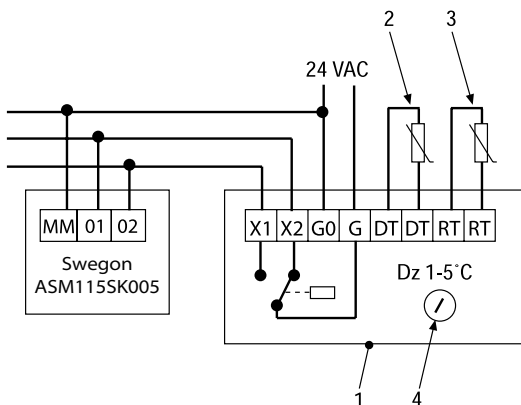 2 3
24 VAC
MM 01 02
X1 X2 G0 G DT DT RT RT
Swegon
ASM115SK005
Dz 1-5°C
1 4